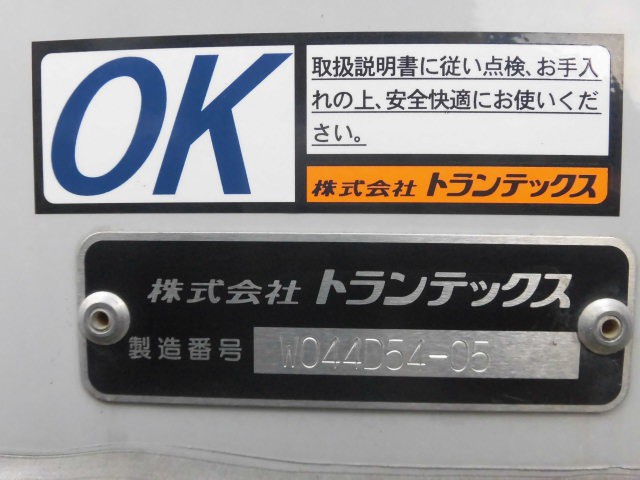 OK
取扱説明書に従い点検、お手入
れの上、安全快適にお使いくだ
さい。
株式会社 トランテックス
株式会社 トランテックス
製造番号 W044D54-05